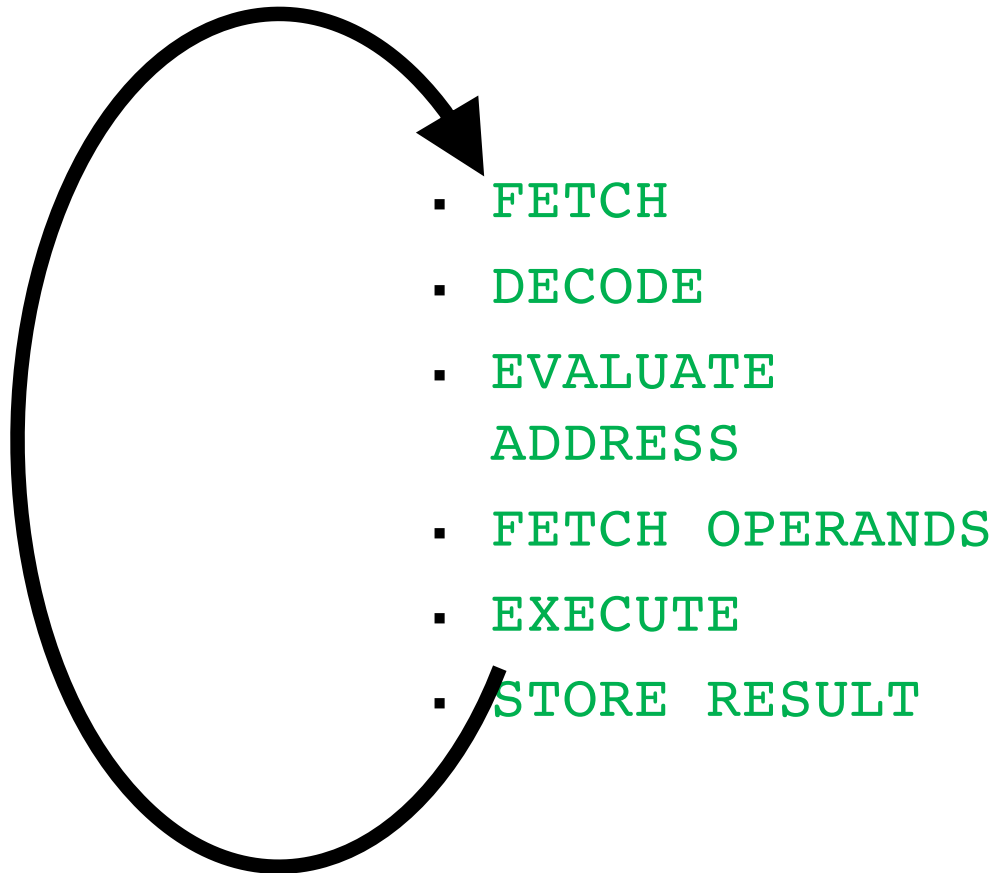 ▪ FETCH
▪ DECODE
▪ EVALUATE
ADDRESS
▪ FETCH OPERANDS
▪ EXECUTE
▪ STORE RESULT